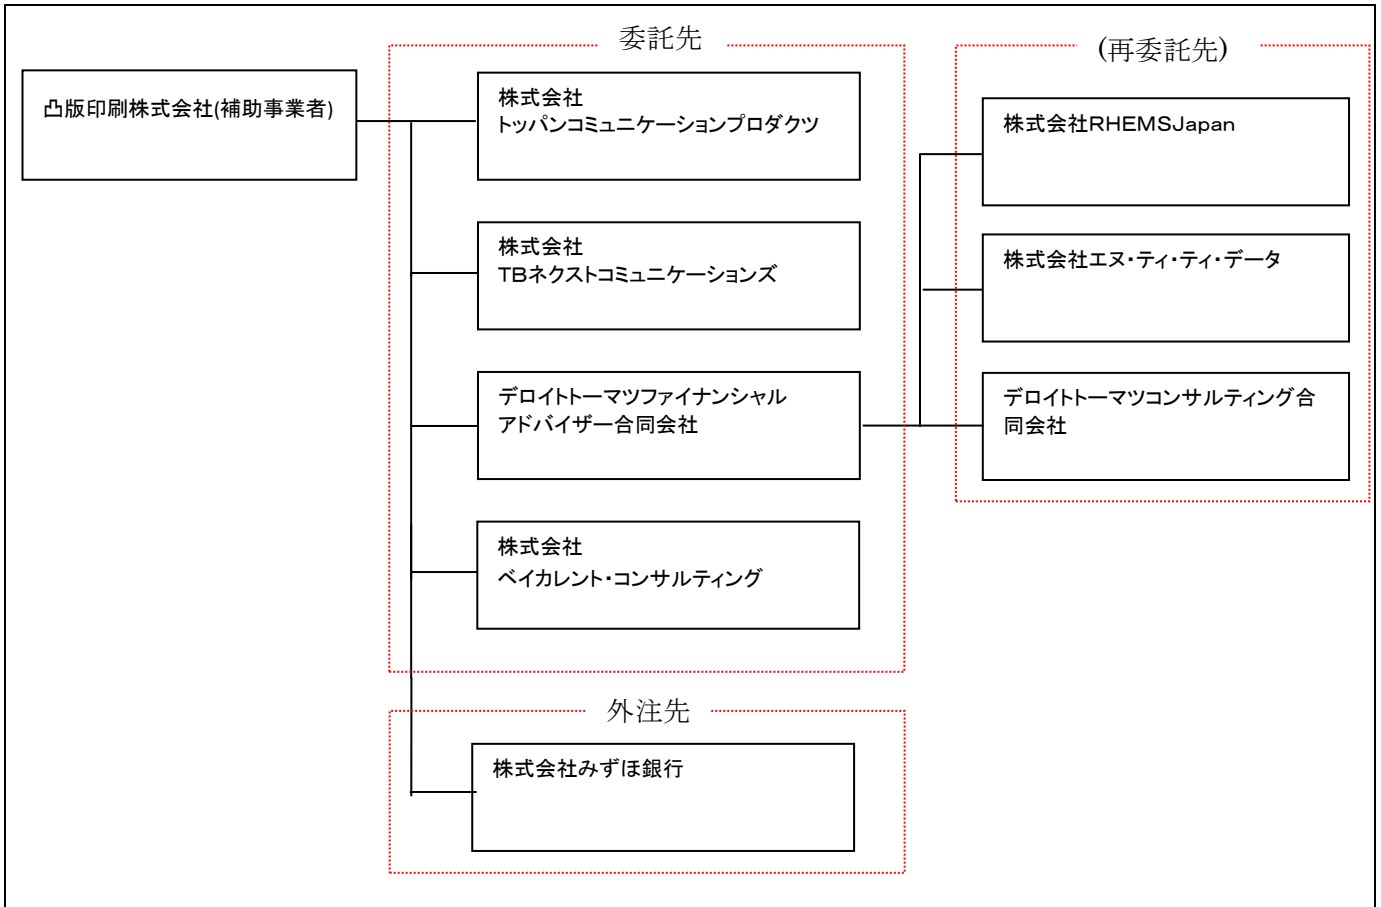 委託先
(再委託先)
凸版印刷株式会社(補助事業者)
株式会社
トッパンコミュニケーションプロダクツ
株式会社
TBネクストコミュニケーションズ
デロイトトーマツファイナンシャル
アドバイザー合同会社
株式会社
ベイカレント・コンサルティング
株式会社RHEMSJapan
株式会社エヌ・ティ・ティ・データ
デロイトトーマツコンサルティング合
同会社
外注先
株式会社みずほ銀行